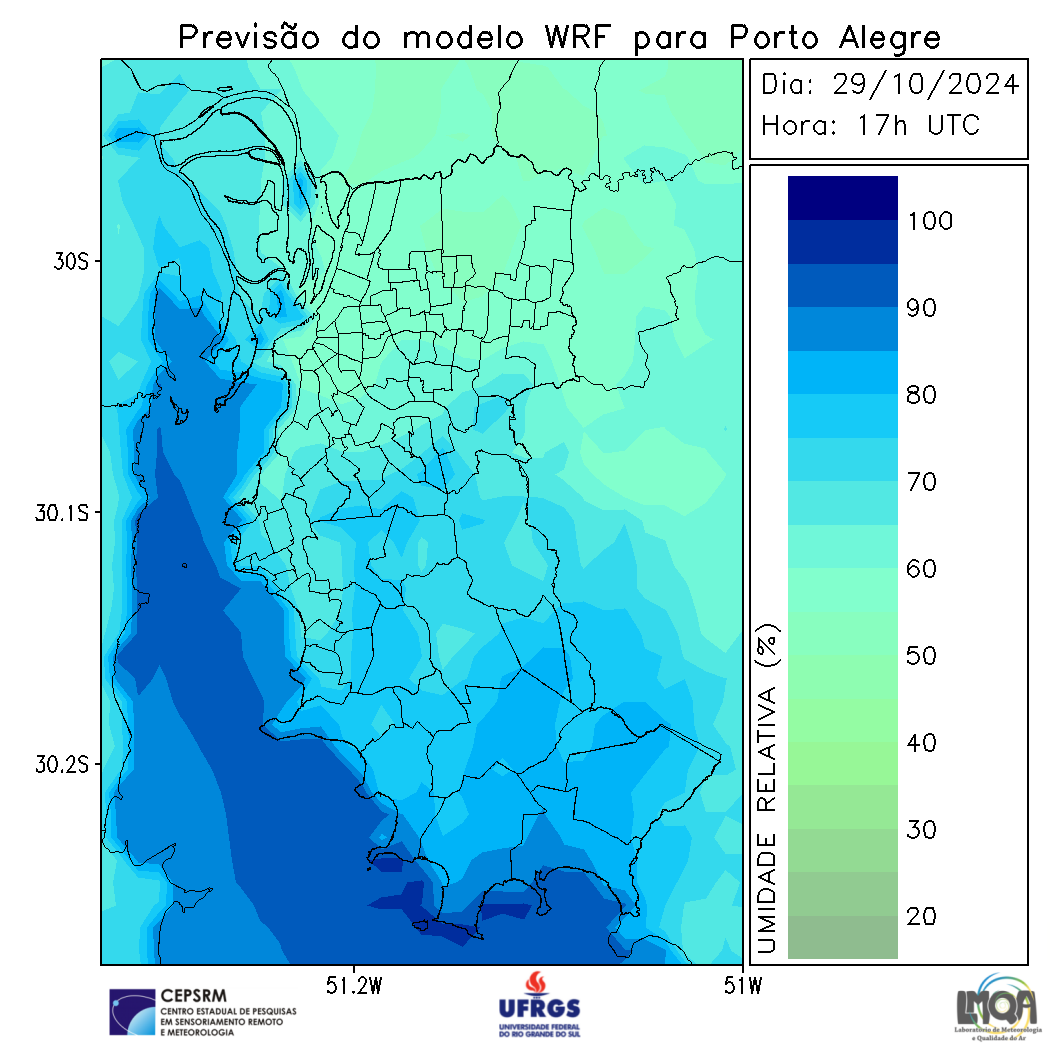 Previsão do modelo WRF para Porto Alegre
Dia: 29/10/2024
Hora: 17h UTC
30S
30.1S
30.2S
51.2W
51W
UMIDADE RELATIVA (%)
100
90
80
70
60
50
40
30
20
CEPSRM
CENTRO ESTADUAL DE PESQUISAS
EM SENSORIAMENTO REMOTO
E METEOROLOGIA
UFRGS
UNIVERSIDADE FEDERAL
DO RIO GRANDE DO SUL
LMQA
Laboratório de Meteorologia
e Qualidade do Ar